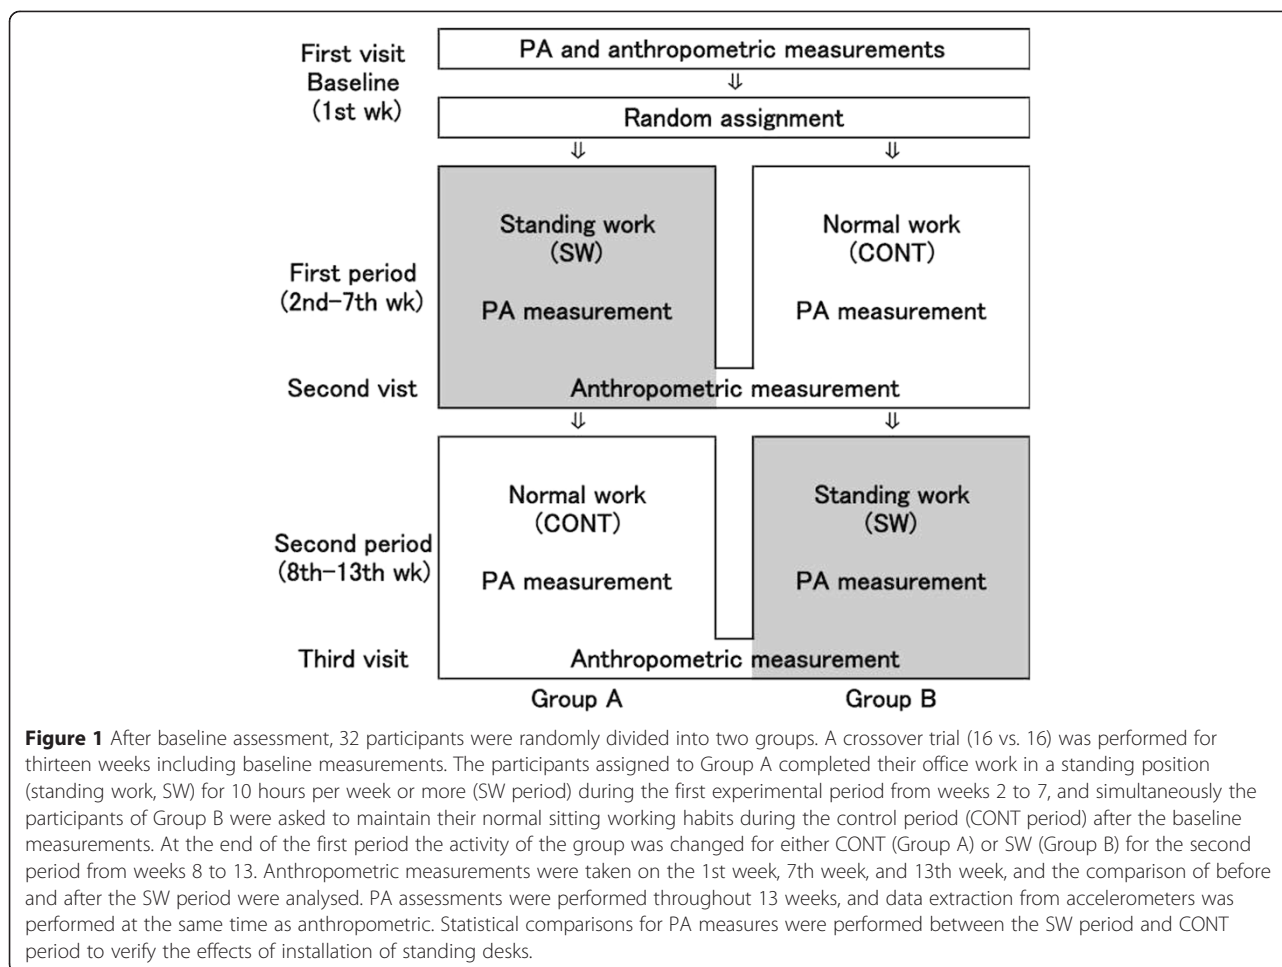 First visit
Baseline
(1st wk)
PA and anthropometric measurements
⇓
Random assignment
⇓ ⇓
First period
(2nd–7th wk)
Standing work
(SW)
PA measurement
Normal work
(CONT)
PA measurement
Second vist
Anthropometric measurement
⇓ ⇓
Second period
(8th–13th wk)
Normal work
(CONT)
PA measurement
Standing work
(SW)
PA measurement
Third visit
Anthropometric measurement
Group A
Group B
Figure 1 After baseline assessment, 32 participants were randomly divided into two groups. A crossover trial (16 vs. 16) was performed for
thirteen weeks including baseline measurements. The participants assigned to Group A completed their office work in a standing position
(standing work, SW) for 10 hours per week or more (SW period) during the first experimental period from weeks 2 to 7, and simultaneously the
participants of Group B were asked to maintain their normal sitting working habits during the control period (CONT period) after the baseline
measurements. At the end of the first period the activity of the group was changed for either CONT (Group A) or SW (Group B) for the second
period from weeks 8 to 13. Anthropometric measurements were taken on the 1st week, 7th week, and 13th week, and the comparison of before
and after the SW period were analysed. PA assessments were performed throughout 13 weeks, and data extraction from accelerometers was
performed at the same time as anthropometric. Statistical comparisons for PA measures were performed between the SW period and CONT
period to verify the effects of installation of standing desks.